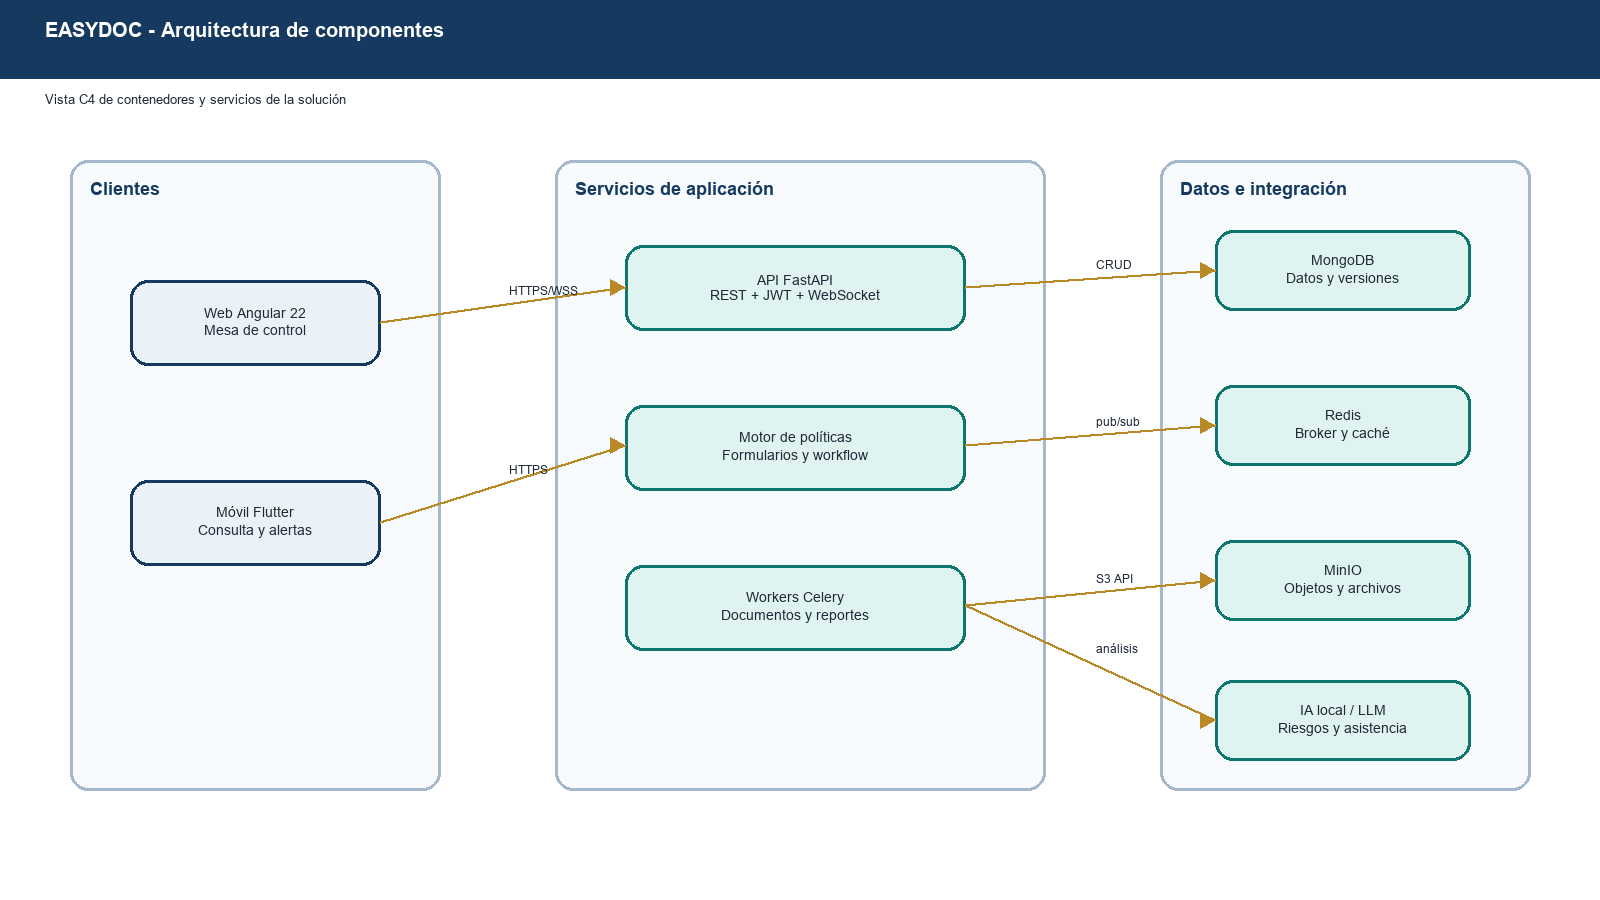 EASYDOC - Arquitectura de componentes
Vista C4 de contenedores y servicios de la solución
Clientes
Web Angular 22
Mesa de control
Móvil Flutter
Consulta y alertas
HTTPS/WSS
HTTPS
Servicios de aplicación
API FastAPI
REST + JWT + WebSocket
Motor de políticas
Formularios y workflow
Workers Celery
Documentos y reportes
CRUD
pub/sub
S3 API
análisis
Datos e integración
MongoDB
Datos y versiones
Redis
Broker y caché
MinIO
Objetos y archivos
IA local / LLM
Riesgos y asistencia